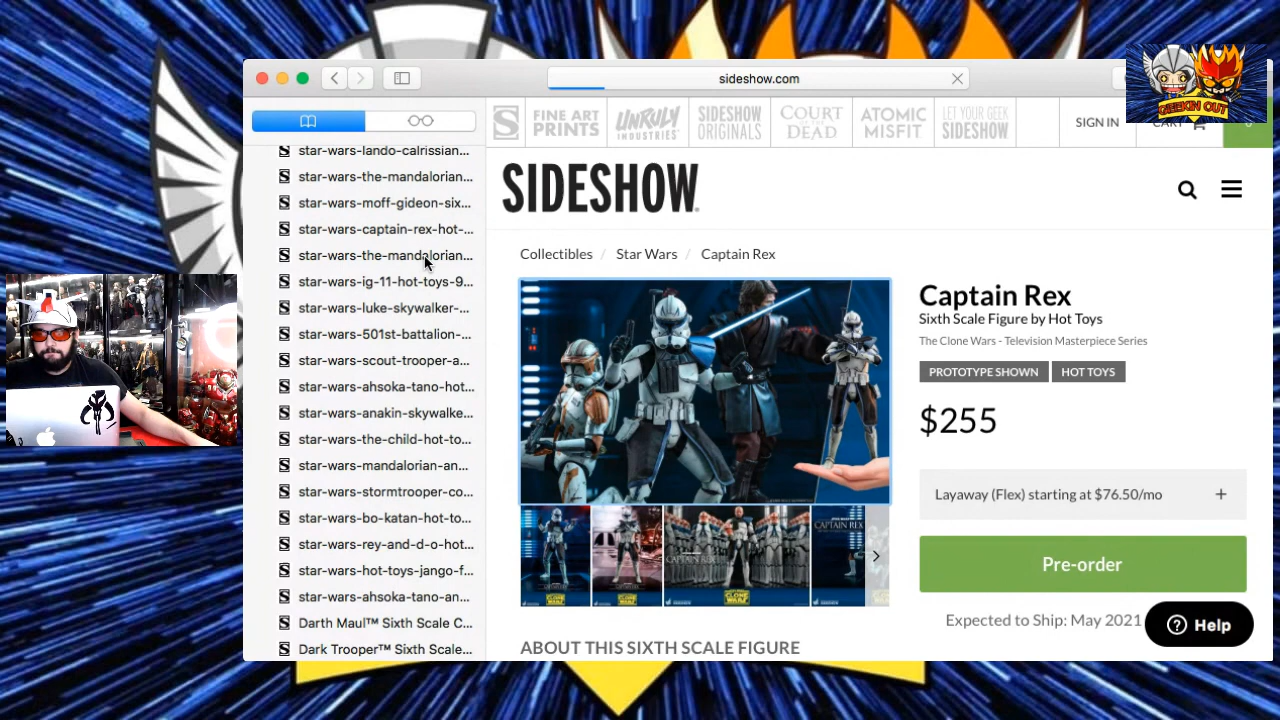 sideshow.com
GEEKIN OUT
FINE ART PRINTS
UNRULY INDUSTRIES
SIDESHOW ORIGINALS
COURT OF THE DEAD
ATOMIC MISFIT
LET YOUR GEEK SIDESHOW
SIGN IN
CART
star-wars-lando-calrissian...
star-wars-the-mandalorian...
star-wars-moff-gideon-six...
star-wars-captain-rex-hot-...
star-wars-the-mandalorian...
star-wars-ig-11-hot-toys-9...
star-wars-luke-skywalker-...
star-wars-501st-battalion-...
star-wars-scout-trooper-a...
star-wars-ahsoka-tano-hot...
star-wars-anakin-skywalke...
star-wars-the-child-hot-to...
star-wars-mandalorian-an...
star-wars-stormtrooper-co...
star-wars-bo-katan-hot-to...
star-wars-rey-and-d-o-hot...
star-wars-hot-toys-jango-f...
star-wars-ahsoka-tano-an...
Darth Maul™ Sixth Scale C...
Dark Trooper™ Sixth Scale...
SIDESHOW
Collectibles / Star Wars / Captain Rex
Captain Rex
Sixth Scale Figure by Hot Toys
The Clone Wars - Television Masterpiece Series
PROTOTYPE SHOWN
HOT TOYS
$255
Layaway (Flex) starting at $76.50/mo +
Pre-order
Expected to Ship: May 2021
Help
CAPTAIN REX
CAPTAIN REX
ABOUT THIS SIXTH SCALE FIGURE